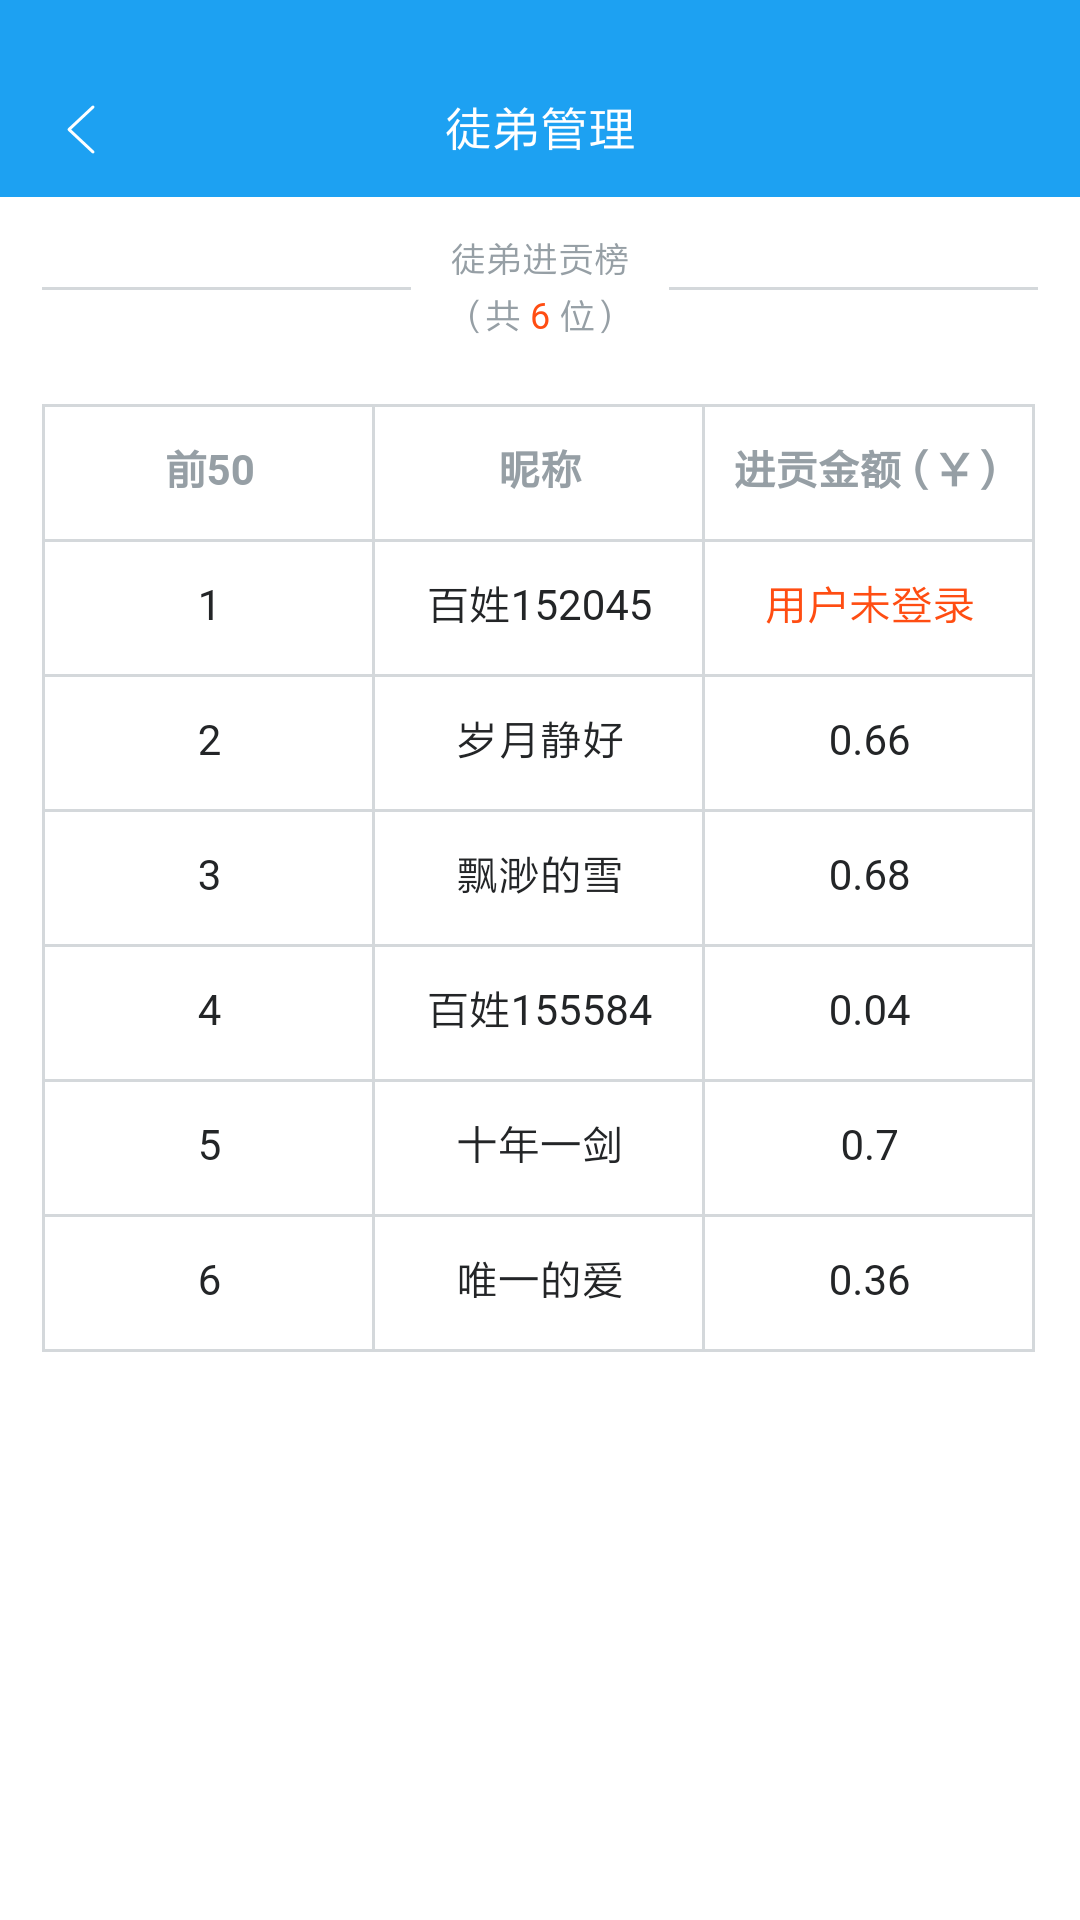 徒弟管理
徒弟进贡榜
（共 6 位）
前50 昵称 进贡金额（￥）
1 百姓152045 用户未登录
2 岁月静好 0.66
3 飘渺的雪 0.68
4 百姓155584 0.04
5 十年一剑 0.7
6 唯一的爱 0.36